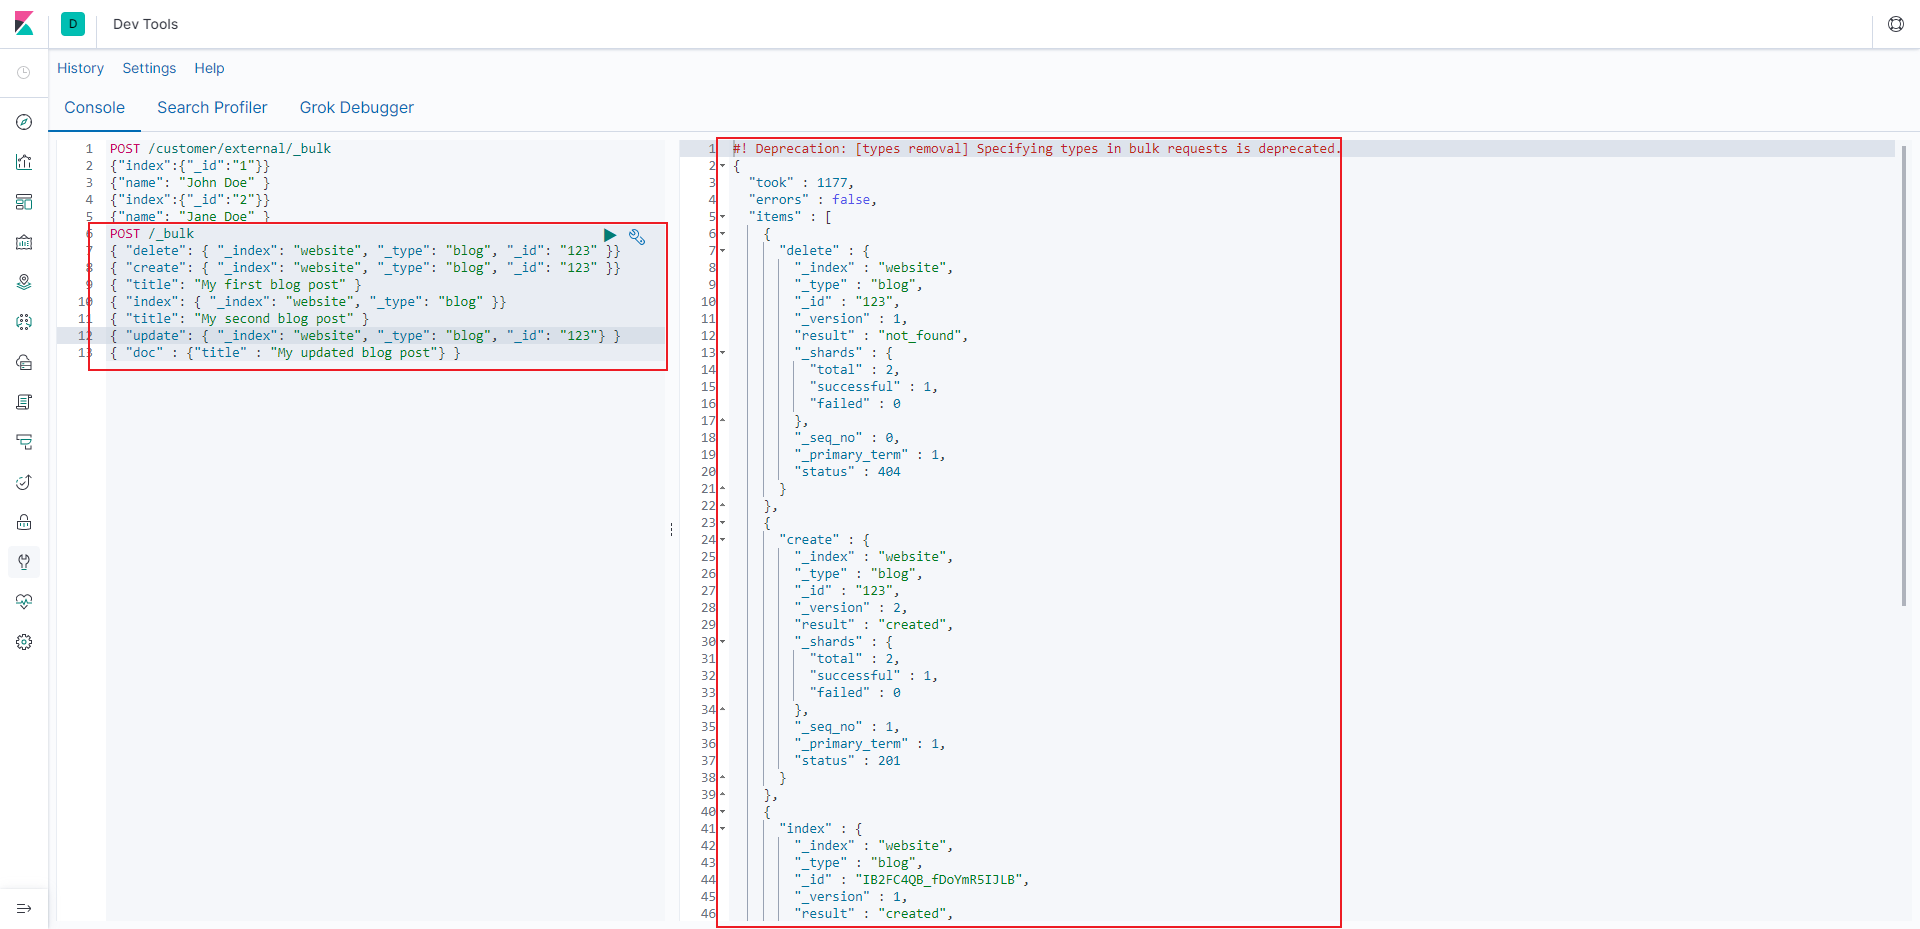 D Dev Tools
History Settings Help
Console Search Profiler Grok Debugger
1 POST /customer/external/_bulk
2 {"index":{"_id":"1"}}
3 {"name": "John Doe" }
4 {"index":{"_id":"2"}}
5 {"name": "Jane Doe" }
6 POST /_bulk
7 { "delete": { "_index": "website", "_type": "blog", "_id": "123" }}
8 { "create": { "_index": "website", "_type": "blog", "_id": "123" }}
9 { "title": "My first blog post" }
10 { "index": { "_index": "website", "_type": "blog" }}
11 { "title": "My second blog post" }
12 { "update": { "_index": "website", "_type": "blog", "_id": "123"} }
13 { "doc" : {"title" : "My updated blog post"} }
1 #! Deprecation: [types removal] Specifying types in bulk requests is deprecated.
2 {
3 "took" : 1177,
4 "errors" : false,
5 "items" : [
6 {
7 "delete" : {
8 "_index" : "website",
9 "_type" : "blog",
10 "_id" : "123",
11 "_version" : 1,
12 "result" : "not_found",
13 "_shards" : {
14 "total" : 2,
15 "successful" : 1,
16 "failed" : 0
17 },
18 "_seq_no" : 0,
19 "_primary_term" : 1,
20 "status" : 404
21 }
22 },
23 {
24 "create" : {
25 "_index" : "website",
26 "_type" : "blog",
27 "_id" : "123",
28 "_version" : 2,
29 "result" : "created",
30 "_shards" : {
31 "total" : 2,
32 "successful" : 1,
33 "failed" : 0
34 },
35 "_seq_no" : 1,
36 "_primary_term" : 1,
37 "status" : 201
38 }
39 },
40 {
41 "index" : {
42 "_index" : "website",
43 "_type" : "blog",
44 "_id" : "IB2FC4QB_fDoYmR5IJLB",
45 "_version" : 1,
46 "result" : "created",